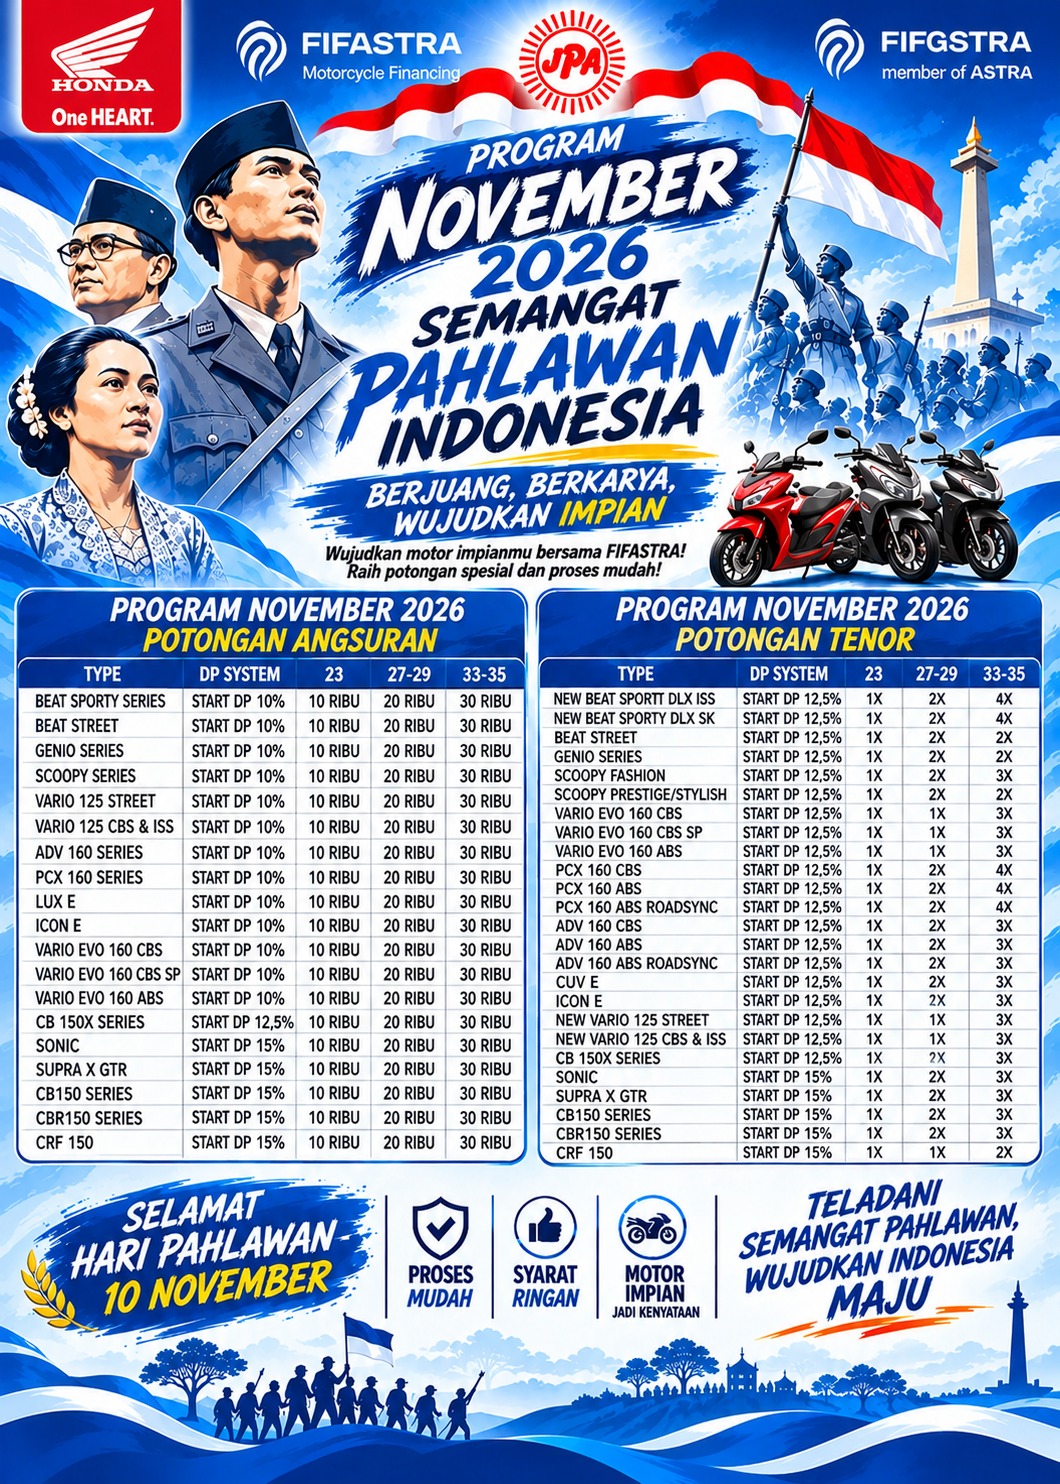 HONDA
One HEART.
FIFASTRA
Motorcycle Financing
JPA
FIFGSTRA
member of ASTRA
PROGRAM
NOVEMBER
2026
SEMANGAT
PAHLAWAN
INDONESIA
BERJUANG, BERKARYA,
WUJUDKAN IMPIAN
Wujudkan motor impianmu bersama FIFASTRA!
Raih potongan spesial dan proses mudah!
PROGRAM NOVEMBER 2026
POTONGAN ANGSURAN
TYPE DP SYSTEM 23 27-29 33-35
BEAT SPORTY SERIES START DP 10% 10 RIBU 20 RIBU 30 RIBU
BEAT STREET START DP 10% 10 RIBU 20 RIBU 30 RIBU
GENIO SERIES START DP 10% 10 RIBU 20 RIBU 30 RIBU
SCOOPY SERIES START DP 10% 10 RIBU 20 RIBU 30 RIBU
VARIO 125 STREET START DP 10% 10 RIBU 20 RIBU 30 RIBU
VARIO 125 CBS & ISS START DP 10% 10 RIBU 20 RIBU 30 RIBU
ADV 160 SERIES START DP 10% 10 RIBU 20 RIBU 30 RIBU
PCX 160 SERIES START DP 10% 10 RIBU 20 RIBU 30 RIBU
LUX E START DP 10% 10 RIBU 20 RIBU 30 RIBU
ICON E START DP 10% 10 RIBU 20 RIBU 30 RIBU
VARIO EVO 160 CBS START DP 10% 10 RIBU 20 RIBU 30 RIBU
VARIO EVO 160 CBS SP START DP 10% 10 RIBU 20 RIBU 30 RIBU
VARIO EVO 160 ABS START DP 10% 10 RIBU 20 RIBU 30 RIBU
CB 150X SERIES START DP 12,5% 10 RIBU 20 RIBU 30 RIBU
SONIC START DP 15% 10 RIBU 20 RIBU 30 RIBU
SUPRA X GTR START DP 15% 10 RIBU 20 RIBU 30 RIBU
CB150 SERIES START DP 15% 10 RIBU 20 RIBU 30 RIBU
CBR150 SERIES START DP 15% 10 RIBU 20 RIBU 30 RIBU
CRF 150 START DP 15% 10 RIBU 20 RIBU 30 RIBU
PROGRAM NOVEMBER 2026
POTONGAN TENOR
TYPE DP SYSTEM 23 27-29 33-35
NEW BEAT SPORTT DLX ISS START DP 12,5% 1X 2X 4X
NEW BEAT SPORTY DLX SK START DP 12,5% 1X 2X 4X
BEAT STREET START DP 12,5% 1X 2X 2X
GENIO SERIES START DP 12,5% 1X 2X 2X
SCOOPY FASHION START DP 12,5% 1X 2X 3X
SCOOPY PRESTIGE/STYLISH START DP 12,5% 1X 2X 2X
VARIO EVO 160 CBS START DP 12,5% 1X 1X 3X
VARIO EVO 160 CBS SP START DP 12,5% 1X 1X 3X
VARIO EVO 160 ABS START DP 12,5% 1X 1X 3X
PCX 160 CBS START DP 12,5% 1X 2X 4X
PCX 160 ABS START DP 12,5% 1X 2X 4X
PCX 160 ABS ROADSYNC START DP 12,5% 1X 2X 4X
ADV 160 CBS START DP 12,5% 1X 2X 3X
ADV 160 ABS START DP 12,5% 1X 2X 3X
ADV 160 ABS ROADSYNC START DP 12,5% 1X 2X 3X
CUV E START DP 12,5% 1X 2X 3X
ICON E START DP 12,5% 1X 2X 3X
NEW VARIO 125 STREET START DP 12,5% 1X 1X 3X
NEW VARIO 125 CBS & ISS START DP 12,5% 1X 1X 3X
CB 150X SERIES START DP 12,5% 1X 2X 3X
SONIC START DP 15% 1X 2X 3X
SUPRA X GTR START DP 15% 1X 2X 3X
CB150 SERIES START DP 15% 1X 2X 3X
CBR150 SERIES START DP 15% 1X 2X 3X
CRF 150 START DP 15% 1X 1X 2X
SELAMAT
HARI PAHLAWAN
10 NOVEMBER
PROSES
MUDAH
SYARAT
RINGAN
MOTOR
IMPIAN
JADI KENYATAAN
TELADANI
SEMANGAT PAHLAWAN,
WUJUDKAN INDONESIA
MAJU